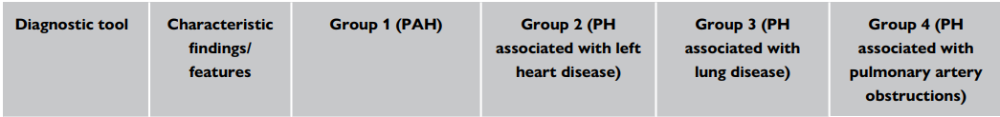 Diagnostic tool
Characteristic
findings/
features
Group 1 (PAH)
Group 2 (PH
associated with left
heart disease)
Group 3 (PH
associated with
lung disease)
Group 4 (PH
associated with
pulmonary artery
obstructions)